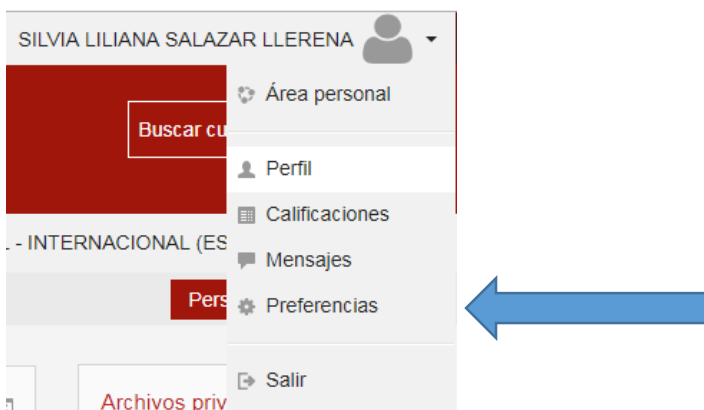 SILVIA LILIANA SALAZAR LLERENA
Área personal
Buscar cu
Perfil
Calificaciones
- INTERNACIONAL (ES
Mensajes
Pers
Preferencias
Salir
Archivos priv